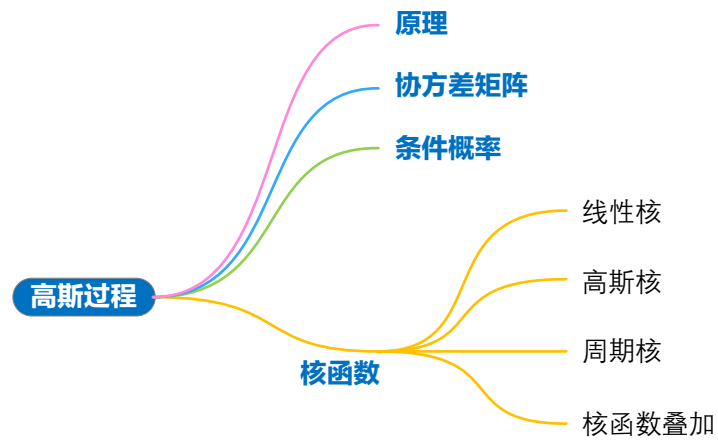 高斯过程
原理
协方差矩阵
条件概率
核函数
线性核
高斯核
周期核
核函数叠加